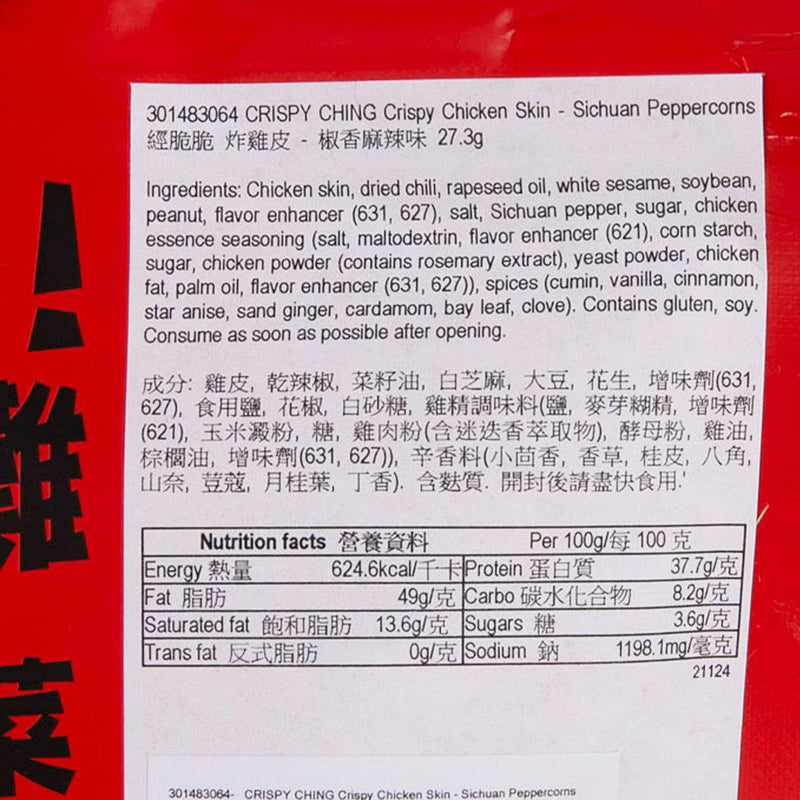 301483064 CRISPY CHING Crispy Chicken Skin - Sichuan Peppercorns
經脆脆 炸雞皮 - 椒香麻辣味 27.3g
Ingredients: Chicken skin, dried chili, rapeseed oil, white sesame, soybean,
peanut, flavor enhancer (631, 627), salt, Sichuan pepper, sugar, chicken
essence seasoning (salt, maltodextrin, flavor enhancer (621), corn starch,
sugar, chicken powder (contains rosemary extract), yeast powder, chicken
fat, palm oil, flavor enhancer (631, 627)), spices (cumin, vanilla, cinnamon,
star anise, sand ginger, cardamom, bay leaf, clove). Contains gluten, soy.
Consume as soon as possible after opening.
成分: 雞皮, 乾辣椒, 菜籽油, 白芝麻, 大豆, 花生, 增味劑(631,
627), 食用鹽, 花椒, 白砂糖, 雞精調味料(鹽, 麥芽糊精, 增味劑
(621), 玉米澱粉, 糖, 雞肉粉(含迷迭香萃取物), 酵母粉, 雞油,
棕櫚油, 增味劑(631, 627)), 辛香料(小茴香, 香草, 桂皮, 八角,
山奈, 荳蔻, 月桂葉, 丁香). 含麩質. 開封後請盡快食用.'
Nutrition facts 營養資料 Per 100g/每 100 克
Energy 熱量 624.6kcal/千卡 Protein 蛋白質 37.7g/克
Fat 脂肪 49g/克 Carbo 碳水化合物 8.2g/克
Saturated fat 飽和脂肪 13.6g/克 Sugars 糖 3.6g/克
Trans fat 反式脂肪 0g/克 Sodium 鈉 1198.1mg/毫克
21124
301483064- CRISPY CHING Crispy Chicken Skin - Sichuan Peppercorns
!
雞
菜